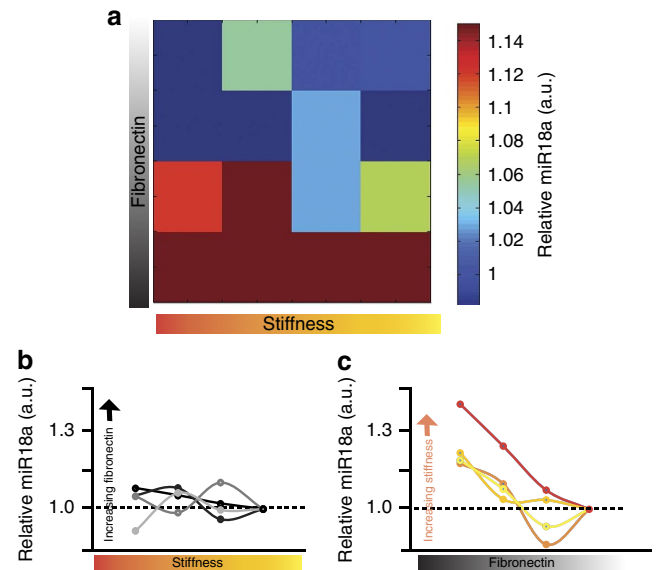 a
Fibronectin
1.14
1.12
1.1
1.08
1.06
1.04
1.02
1
Relative miR18a (a.u.)
Stiffness
b
Relative miR18a (a.u.)
1.3
1.0
Increasing fibronectin
Stiffness
c
Relative miR18a (a.u.)
1.3
1.0
Increasing stiffness
Fibronectin